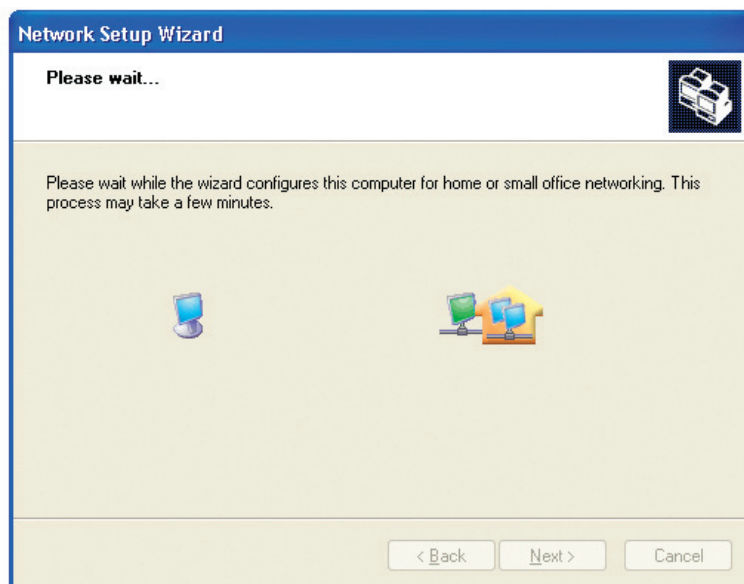 Network Setup Wizard
Please wait...
Please wait while the wizard configures this computer for home or small office networking. This
process may take a few minutes.
< Back
Next >
Cancel